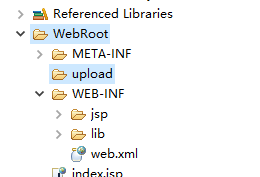 Referenced Libraries
WebRoot
META-INF
upload
WEB-INF
jsp
lib
web.xml
index.jsp